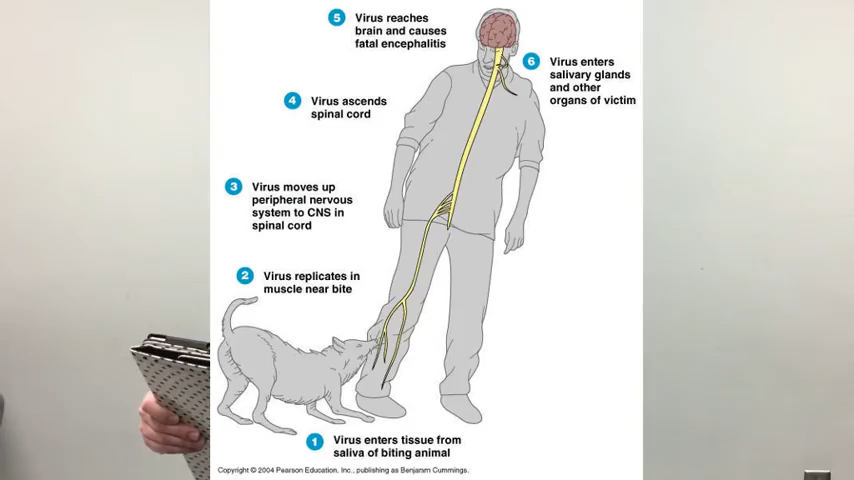 5 Virus reaches
brain and causes
fatal encephalitis
6 Virus enters
salivary glands
and other
organs of victim
4 Virus ascends
spinal cord
3 Virus moves up
peripheral nervous
system to CNS in
spinal cord
2 Virus replicates in
muscle near bite
1 Virus enters tissue from
saliva of biting animal
Copyright © 2004 Pearson Education, Inc., publishing as Benjamin Cummings.